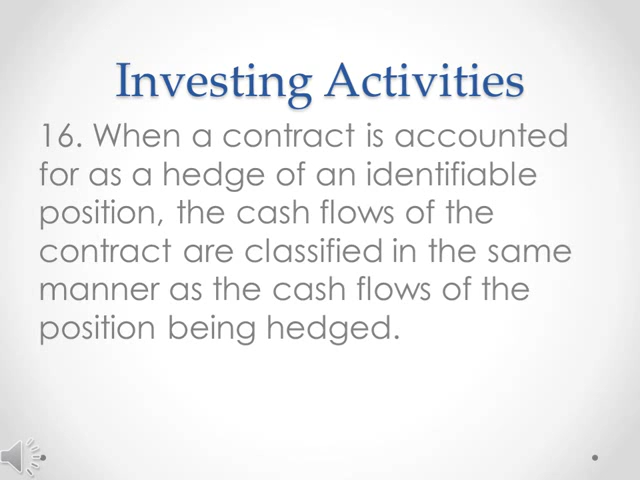 Investing Activities
16. When a contract is accounted
for as a hedge of an identifiable
position, the cash flows of the
contract are classified in the same
manner as the cash flows of the
position being hedged.